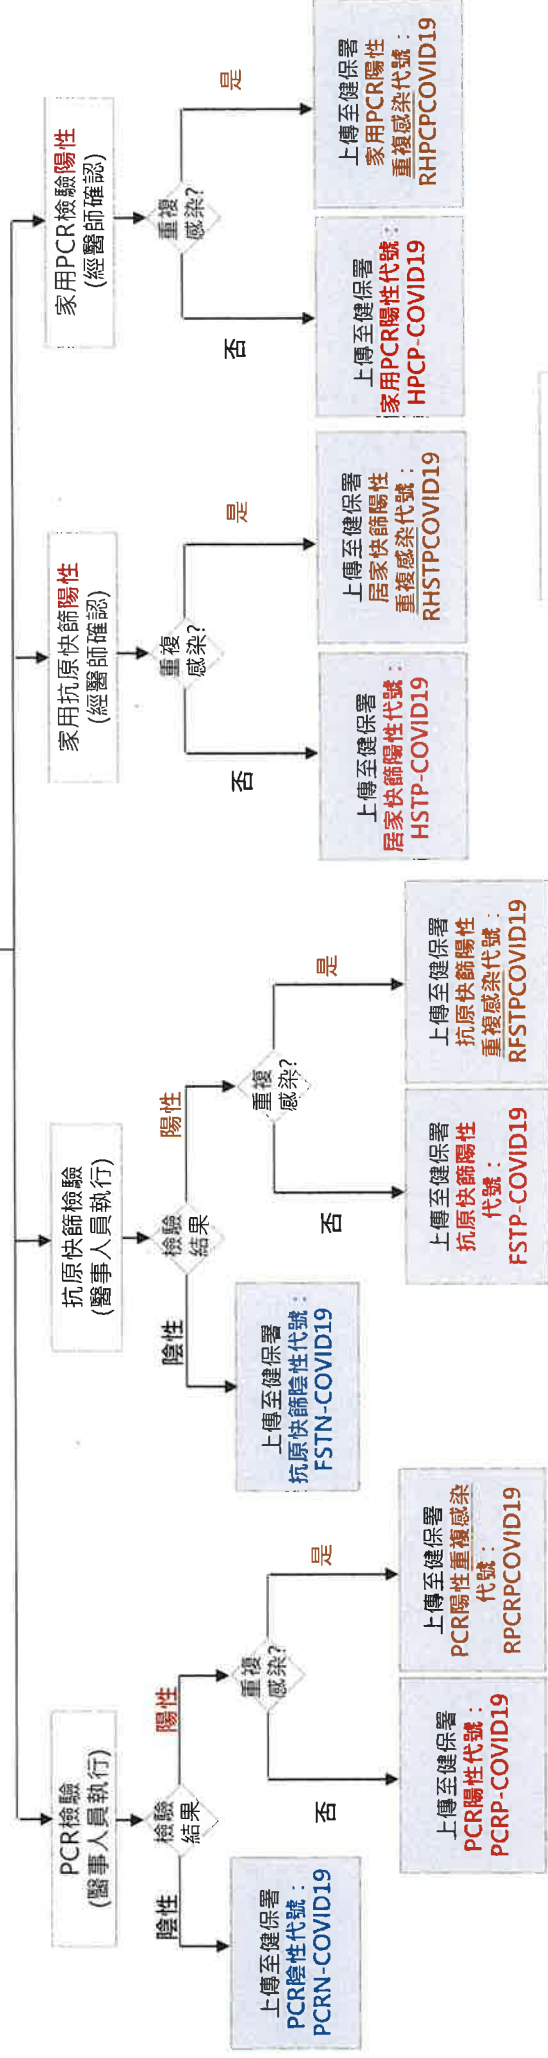 PCR檢驗
(醫事人員執行)
檢驗
結果
陰性
陽性
上傳至健保署
PCR陰性代號：
PCRN-COVID19
重複
感染?
否
是
上傳至健保署
PCR陽性代號：
PCRP-COVID19
上傳至健保署
PCR陽性重複感染
代號：
RPCRPCOVID19
抗原快篩檢驗
(醫事人員執行)
檢驗
結果
陰性
陽性
上傳至健保署
抗原快篩陰性代號：
FSTN-COVID19
重複
感染?
否
是
上傳至健保署
抗原快篩陽性
代號：
FSTP-COVID19
上傳至健保署
抗原快篩陽性
重複感染代號：
RFSTPCOVID19
家用抗原快篩陽性
(經醫師確認)
重複
感染?
否
是
上傳至健保署
居家快篩陽性代號：
HSTP-COVID19
上傳至健保署
居家快篩陽性
重複感染代號：
RHSTPCOVID19
家用PCR檢驗陽性
(經醫師確認)
重複
感染?
否
是
上傳至健保署
家用PCR陽性代號：
HPCP-COVID19
上傳至健保署
家用PCR陽性
重複感染代號：
RHPCPCOVID19